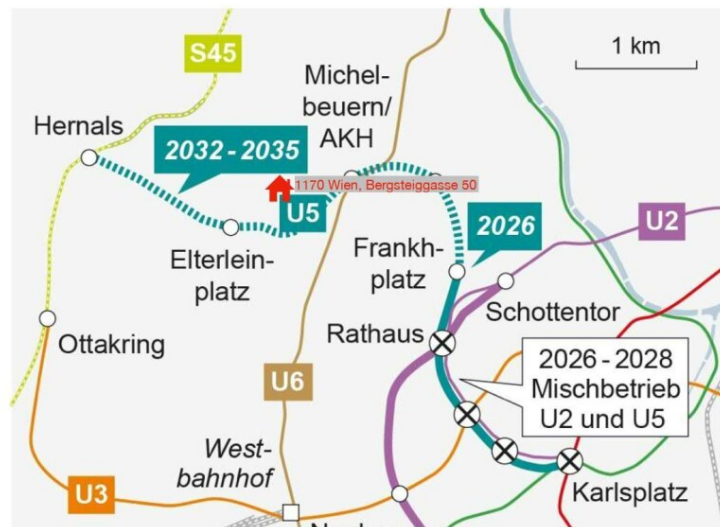 S45
1 km
Michel-
beuern/
AKH
Hernals
2032 - 2035
1170 Wien, Bergsteiggasse 50
U5
2026
U2
Elterlein-
platz
Frankh-
platz
Schottentor
Ottakring
Rathaus
2026 - 2028
Mischbetrieb
U2 und U5
U6
West-
bahnhof
Karlsplatz
U3